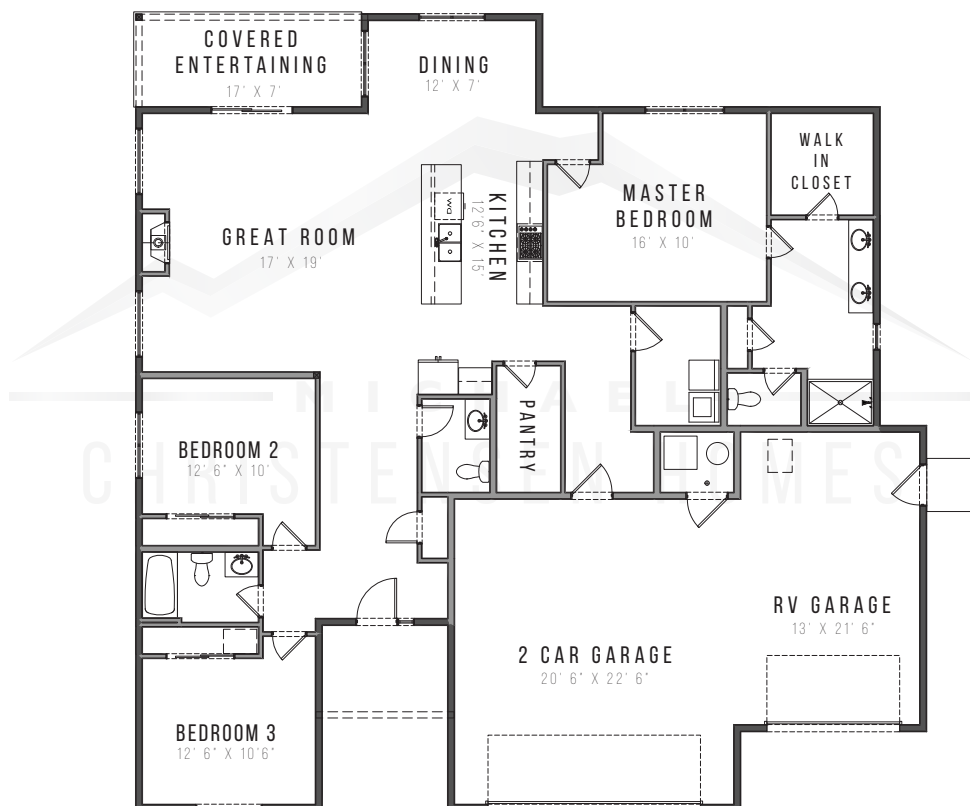 COVERED
ENTERTAINING
17' X 7'
DINING
12' X 7'
WALK
IN
CLOSET
MASTER
BEDROOM
16' X 10'
KITCHEN
12'6" X 15'
DW
GREAT ROOM
17' X 19'
MICHAEL
CHRISTENSEN HOMES
PANTRY
BEDROOM 2
12' 6" X 10'
RV GARAGE
13' X 21' 6"
2 CAR GARAGE
20' 6" X 22' 6"
BEDROOM 3
12' 6" X 10'6"